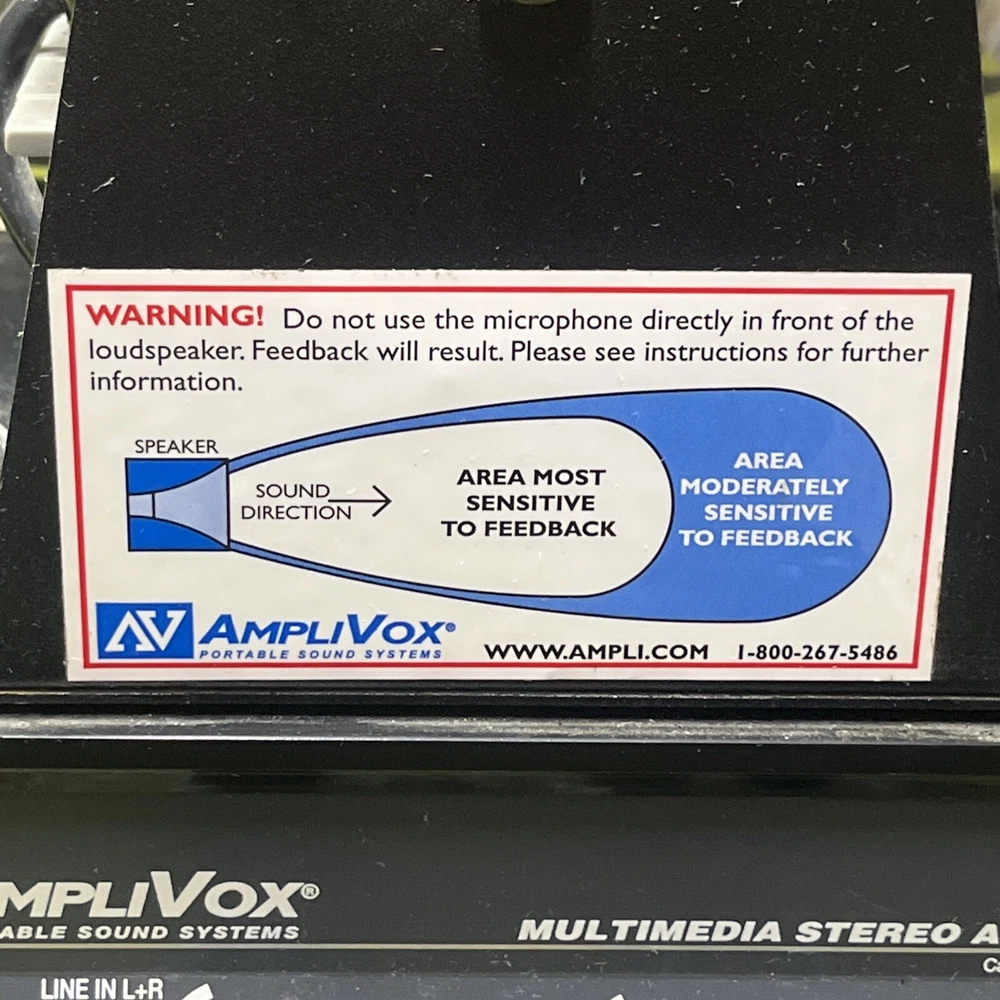 WARNING! Do not use the microphone directly in front of the
loudspeaker. Feedback will result. Please see instructions for further
information.
SPEAKER
SOUND
DIRECTION
AREA MOST
SENSITIVE
TO FEEDBACK
AREA
MODERATELY
SENSITIVE
TO FEEDBACK
AV AMPLIVOX®
PORTABLE SOUND SYSTEMS
WWW.AMPLI.COM 1-800-267-5486
MPLIVOX®
ABLE SOUND SYSTEMS
MULTIMEDIA STEREO A
LINE IN L+R